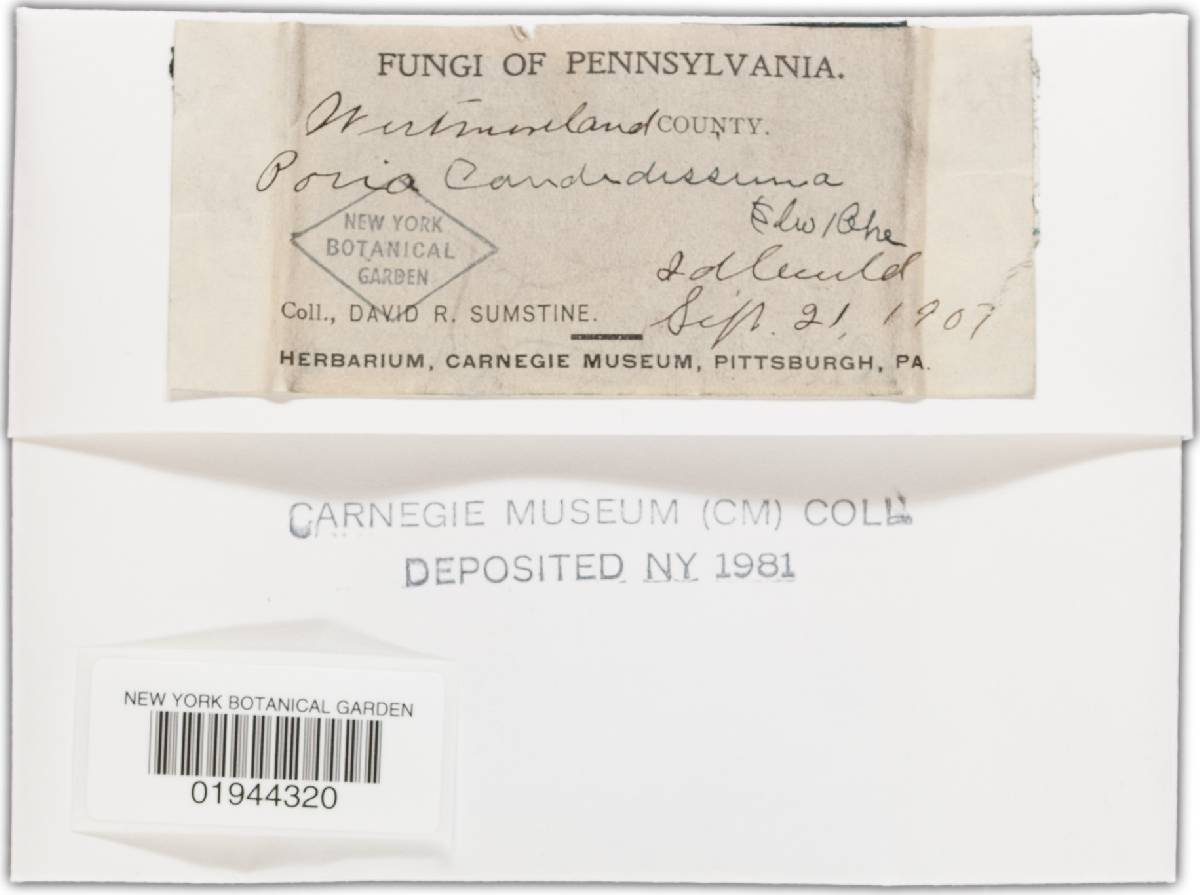 FUNGI OF PENNSYLVANIA.
Westmoreland COUNTY.
Poria Candidissima
NEW YORK
BOTANICAL
GARDEN
Idlewild
Coll., DAVID R. SUMSTINE.
Sept. 21, 1907
HERBARIUM, CARNEGIE MUSEUM, PITTSBURGH, PA.
CARNEGIE MUSEUM (CM) COLL.
DEPOSITED NY 1981
NEW YORK BOTANICAL GARDEN
01944320